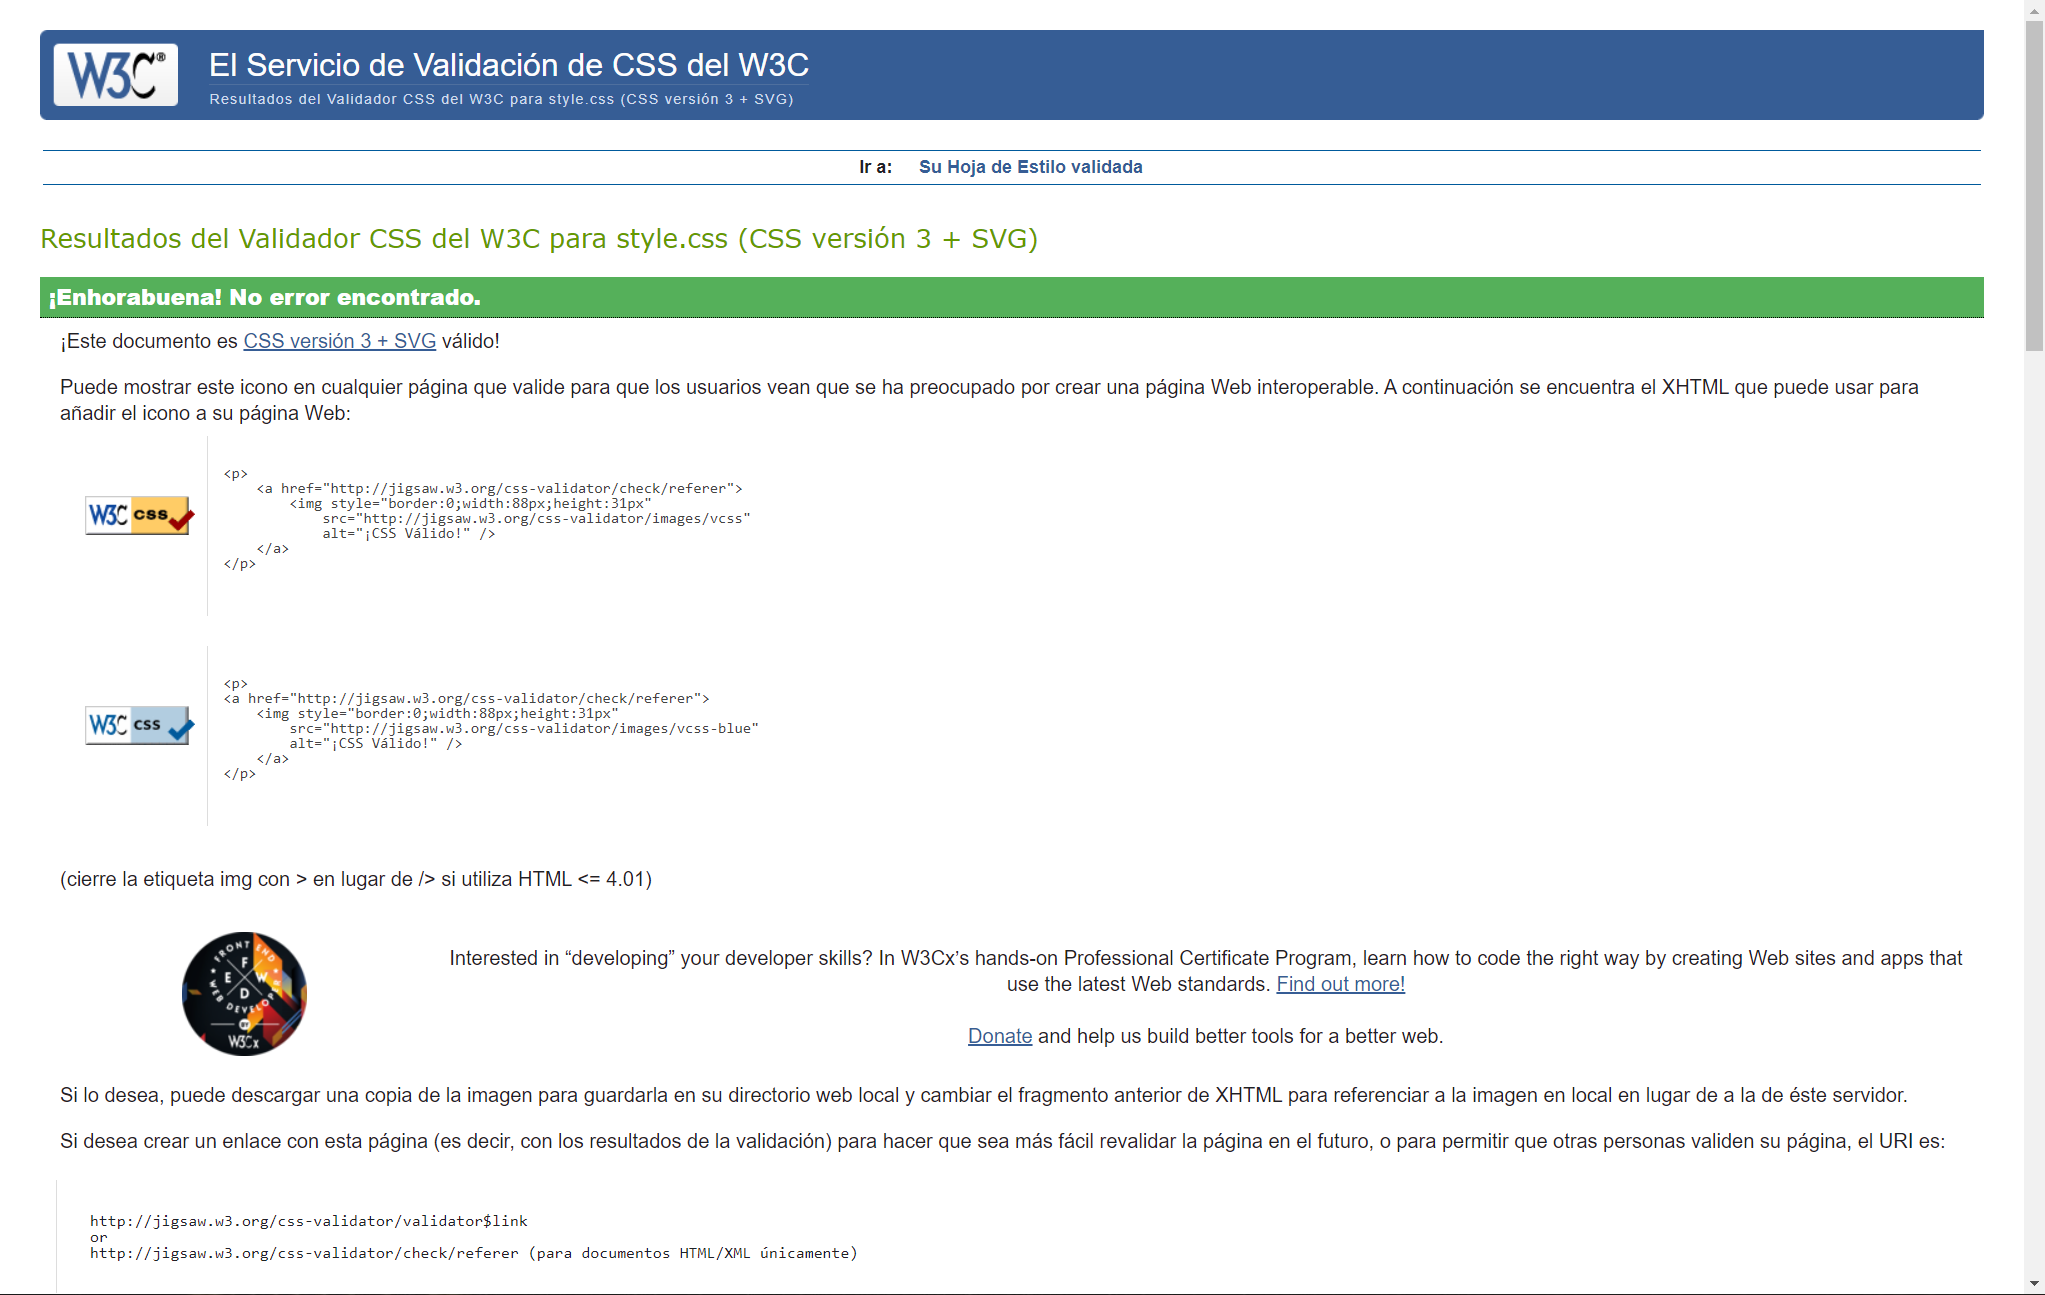 W3C®
El Servicio de Validación de CSS del W3C
Resultados del Validador CSS del W3C para style.css (CSS versión 3 + SVG)
Ir a: Su Hoja de Estilo validada
Resultados del Validador CSS del W3C para style.css (CSS versión 3 + SVG)
¡Enhorabuena! No error encontrado.
¡Este documento es CSS versión 3 + SVG válido!
Puede mostrar este icono en cualquier página que valide para que los usuarios vean que se ha preocupado por crear una página Web interoperable. A continuación se encuentra el XHTML que puede usar para
añadir el icono a su página Web:
W3C css
<p>
<a href="http://jigsaw.w3.org/css-validator/check/referer">
<img style="border:0;width:88px;height:31px"
src="http://jigsaw.w3.org/css-validator/images/vcss"
alt="¡CSS Válido!" />
</a>
</p>
W3C css
<p>
<a href="http://jigsaw.w3.org/css-validator/check/referer">
<img style="border:0;width:88px;height:31px"
src="http://jigsaw.w3.org/css-validator/images/vcss-blue"
alt="¡CSS Válido!" />
</a>
</p>
(cierre la etiqueta img con > en lugar de /> si utiliza HTML <= 4.01)
FRONT END
F
E W
D
WEB DEVELOPER
BY
W3Cx
Interested in “developing” your developer skills? In W3Cx’s hands-on Professional Certificate Program, learn how to code the right way by creating Web sites and apps that
use the latest Web standards. Find out more!
Donate and help us build better tools for a better web.
Si lo desea, puede descargar una copia de la imagen para guardarla en su directorio web local y cambiar el fragmento anterior de XHTML para referenciar a la imagen en local en lugar de a la de éste servidor.
Si desea crear un enlace con esta página (es decir, con los resultados de la validación) para hacer que sea más fácil revalidar la página en el futuro, o para permitir que otras personas validen su página, el URI es:
http://jigsaw.w3.org/css-validator/validator$link
or
http://jigsaw.w3.org/css-validator/check/referer (para documentos HTML/XML únicamente)